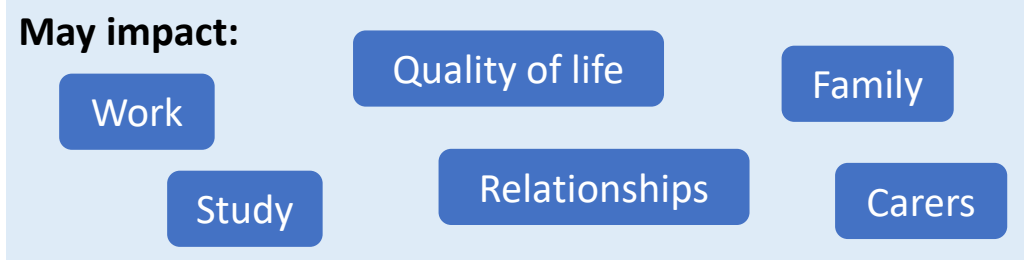 May impact:
Quality of life
Family
Work
Relationships
Study
Carers